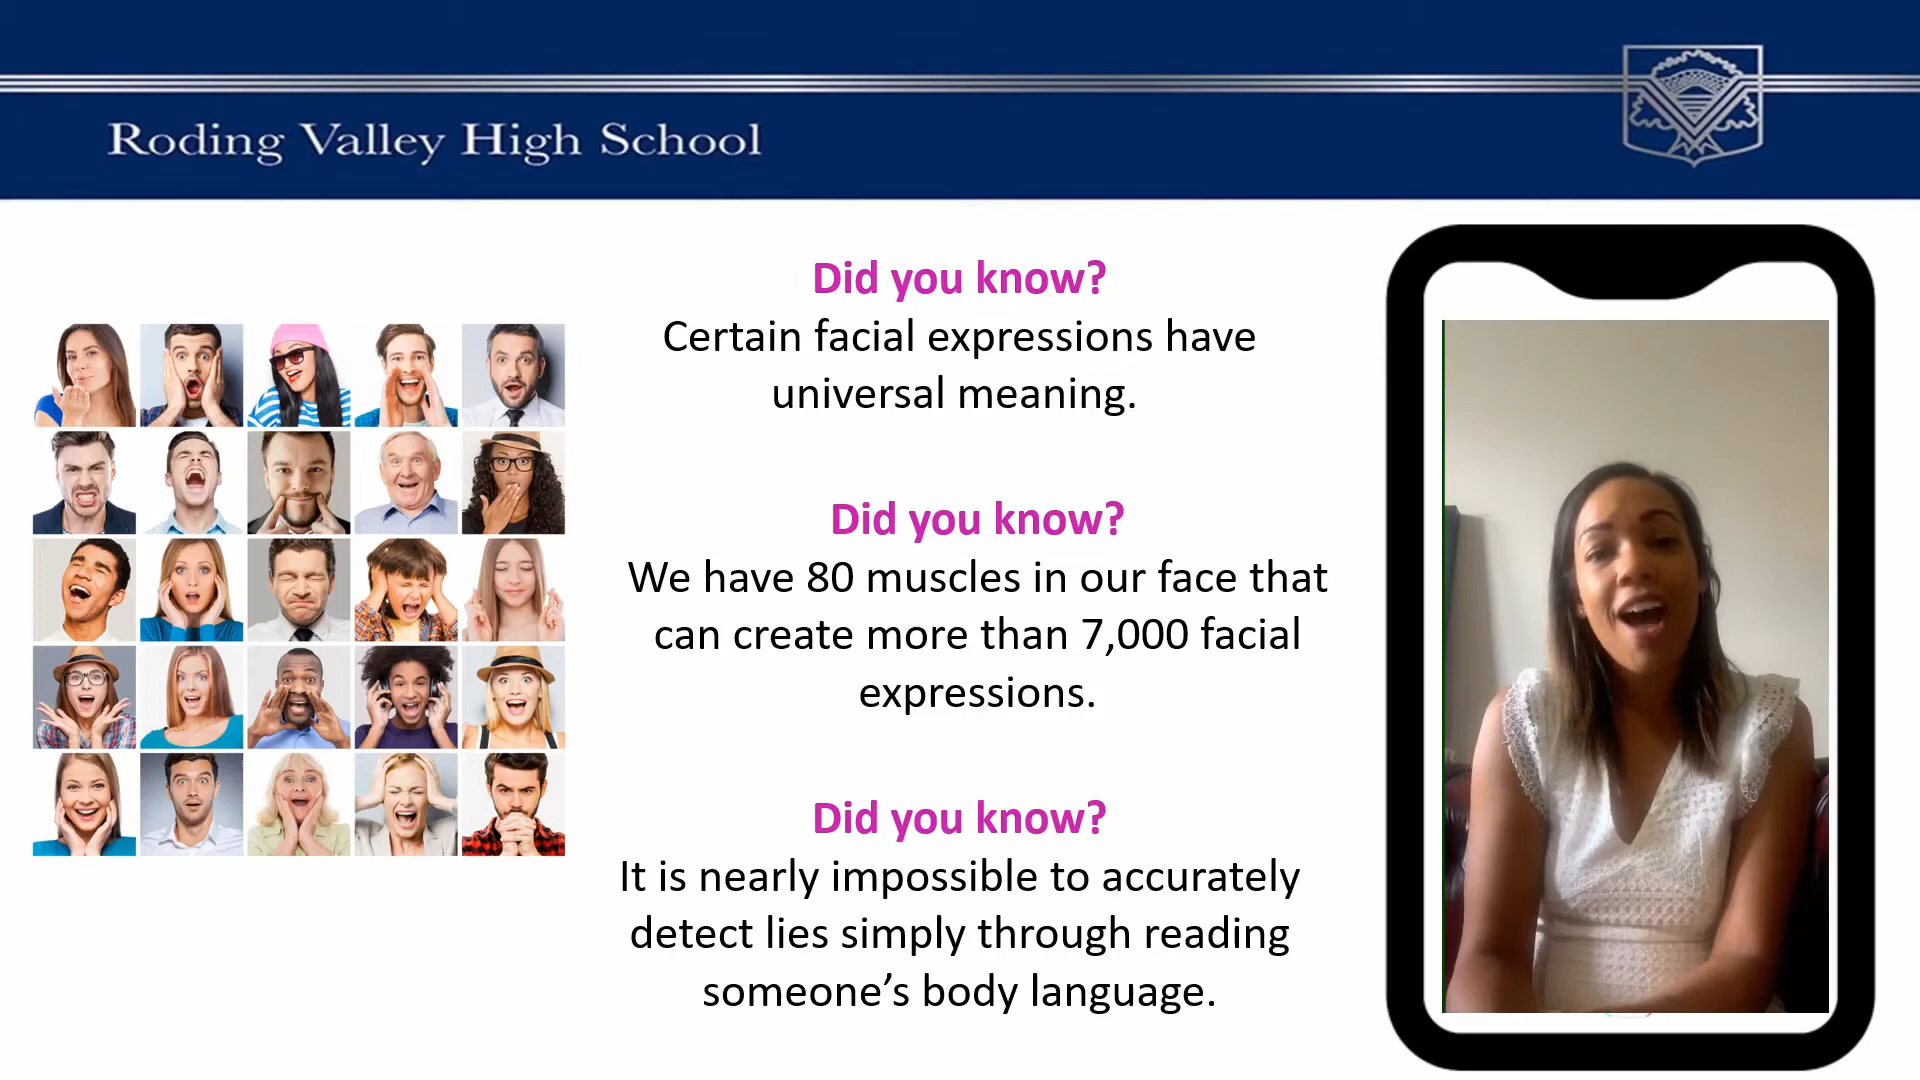 Roding Valley High School
Did you know?
Certain facial expressions have
universal meaning.
Did you know?
We have 80 muscles in our face that
can create more than 7,000 facial
expressions.
Did you know?
It is nearly impossible to accurately
detect lies simply through reading
someone’s body language.